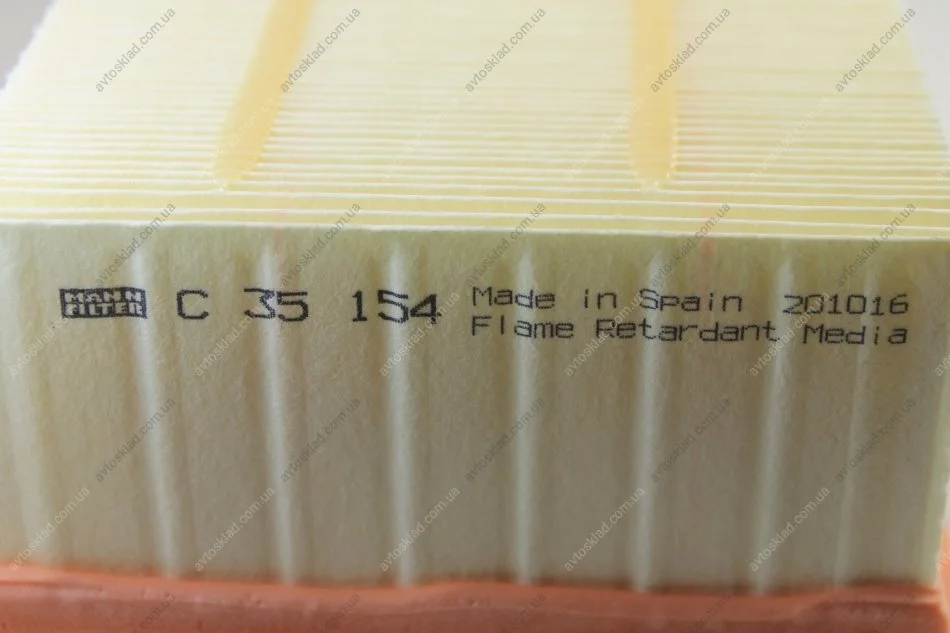 MANN FILTER C 35 154 Made in Spain 201016
Flame Retardant Media
avtosklad.com.ua